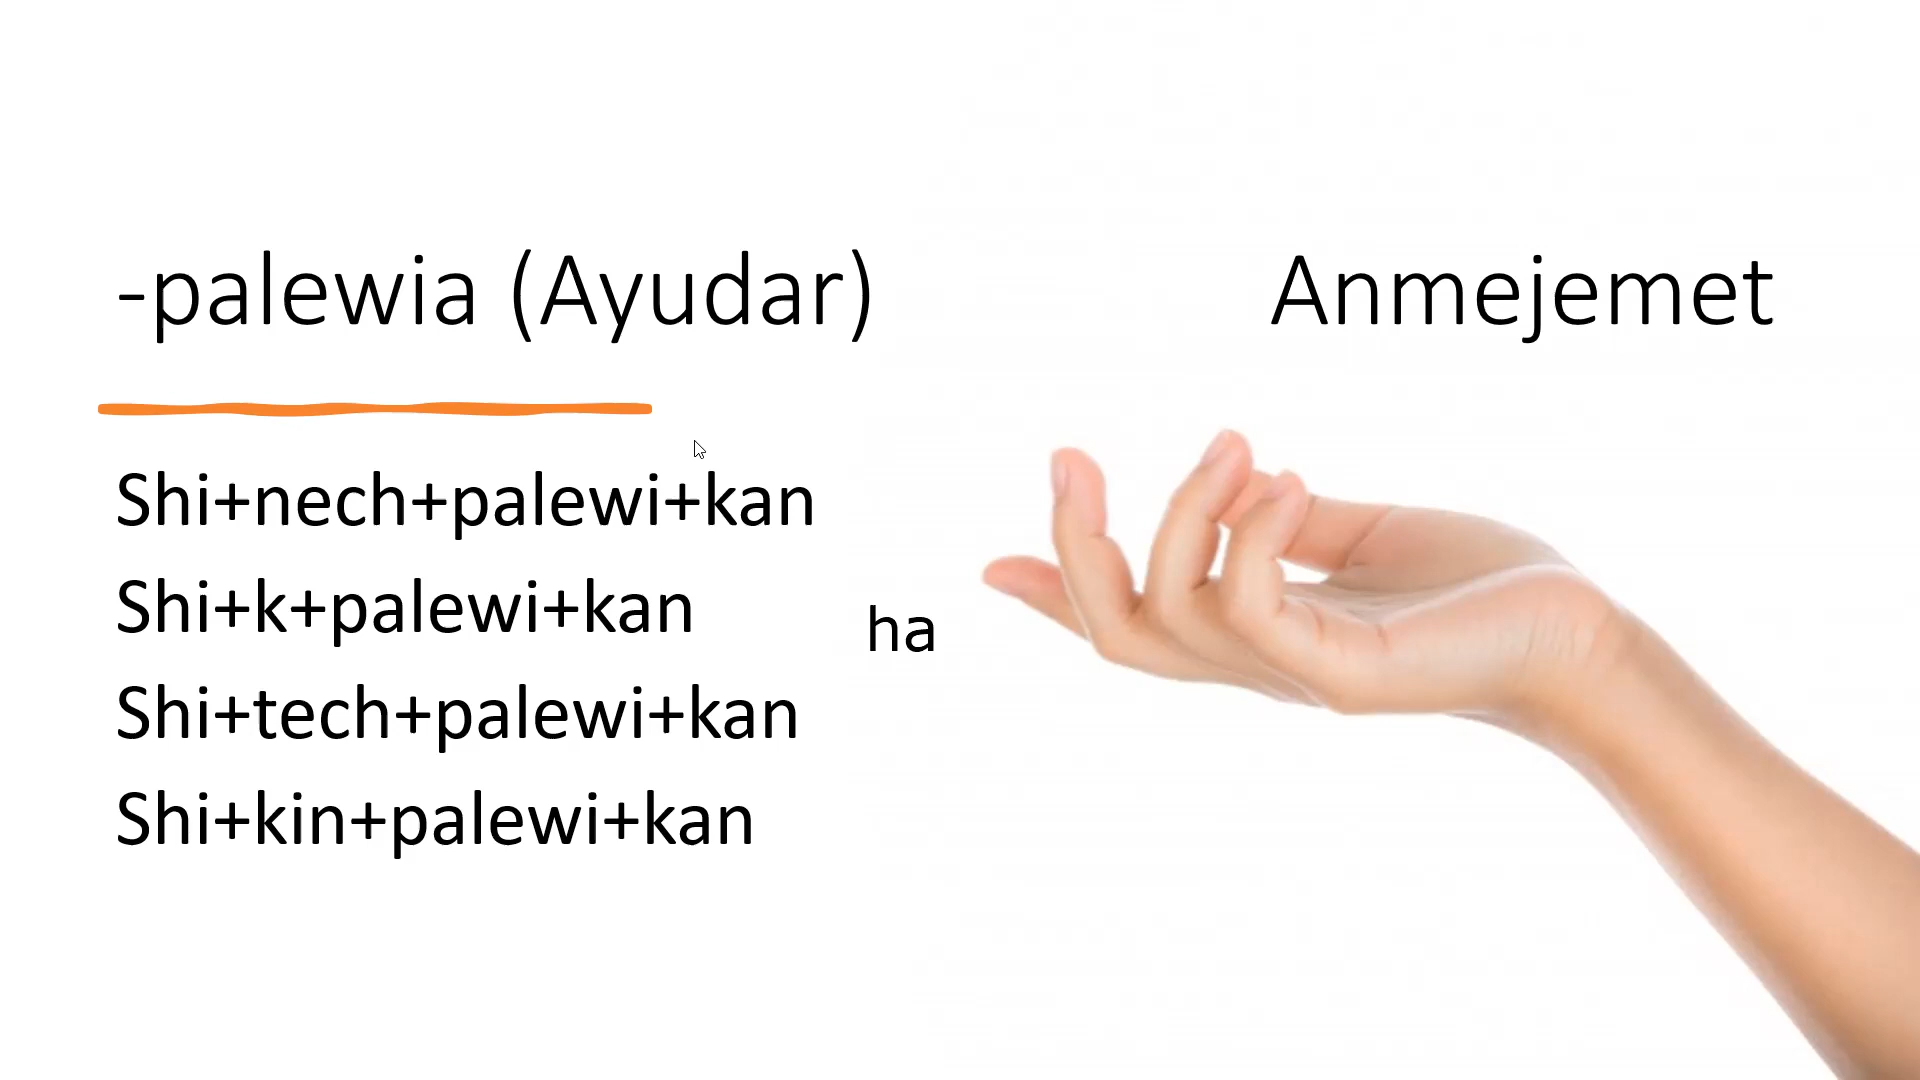 -palewia (Ayudar)
Anmejemet
Shi+nech+palewi+kan
Shi+k+palewi+kan
ha
Shi+tech+palewi+kan
Shi+kin+palewi+kan